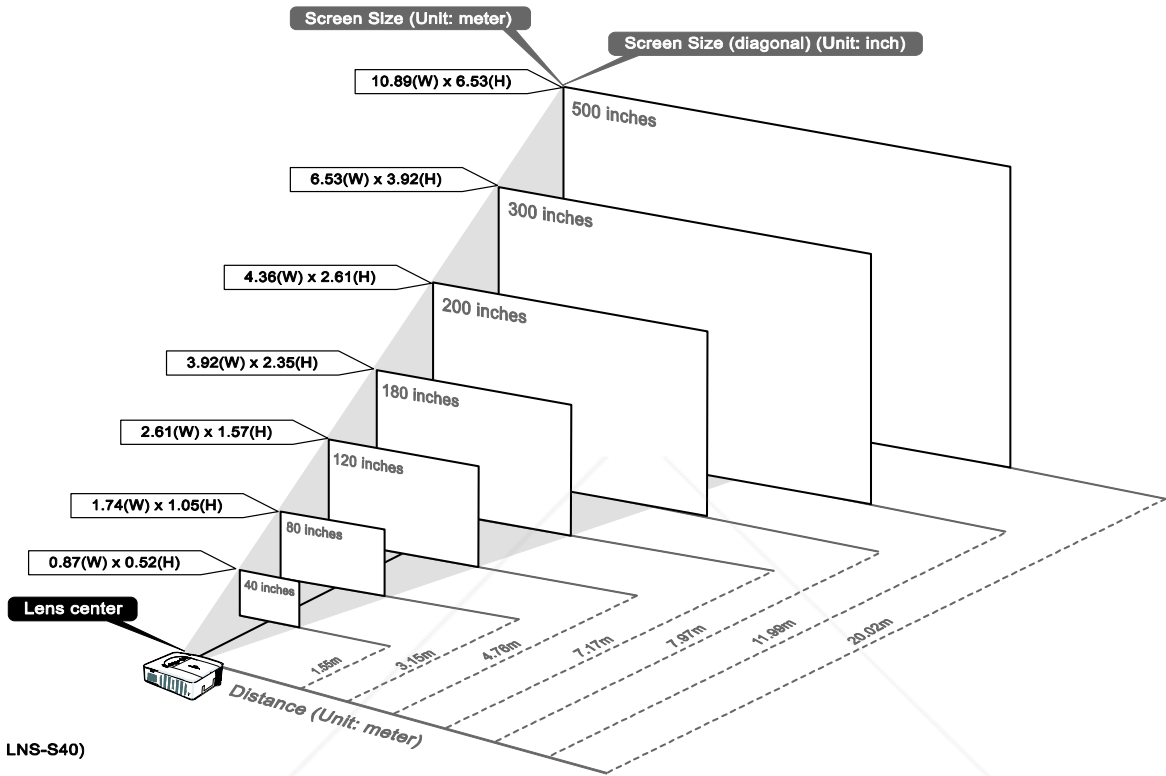 Screen Size (Unit: meter)
Screen Size (diagonal) (Unit: inch)
10.89(W) x 6.53(H)
500 inches
6.53(W) x 3.92(H)
300 inches
4.36(W) x 2.61(H)
200 inches
3.92(W) x 2.35(H)
180 inches
2.61(W) x 1.57(H)
120 inches
1.74(W) x 1.05(H)
80 inches
0.87(W) x 0.52(H)
40 inches
Lens center
1.55m
3.15m
4.76m
7.17m
7.97m
11.99m
20.02m
Distance (Unit: meter)
LNS-S40)